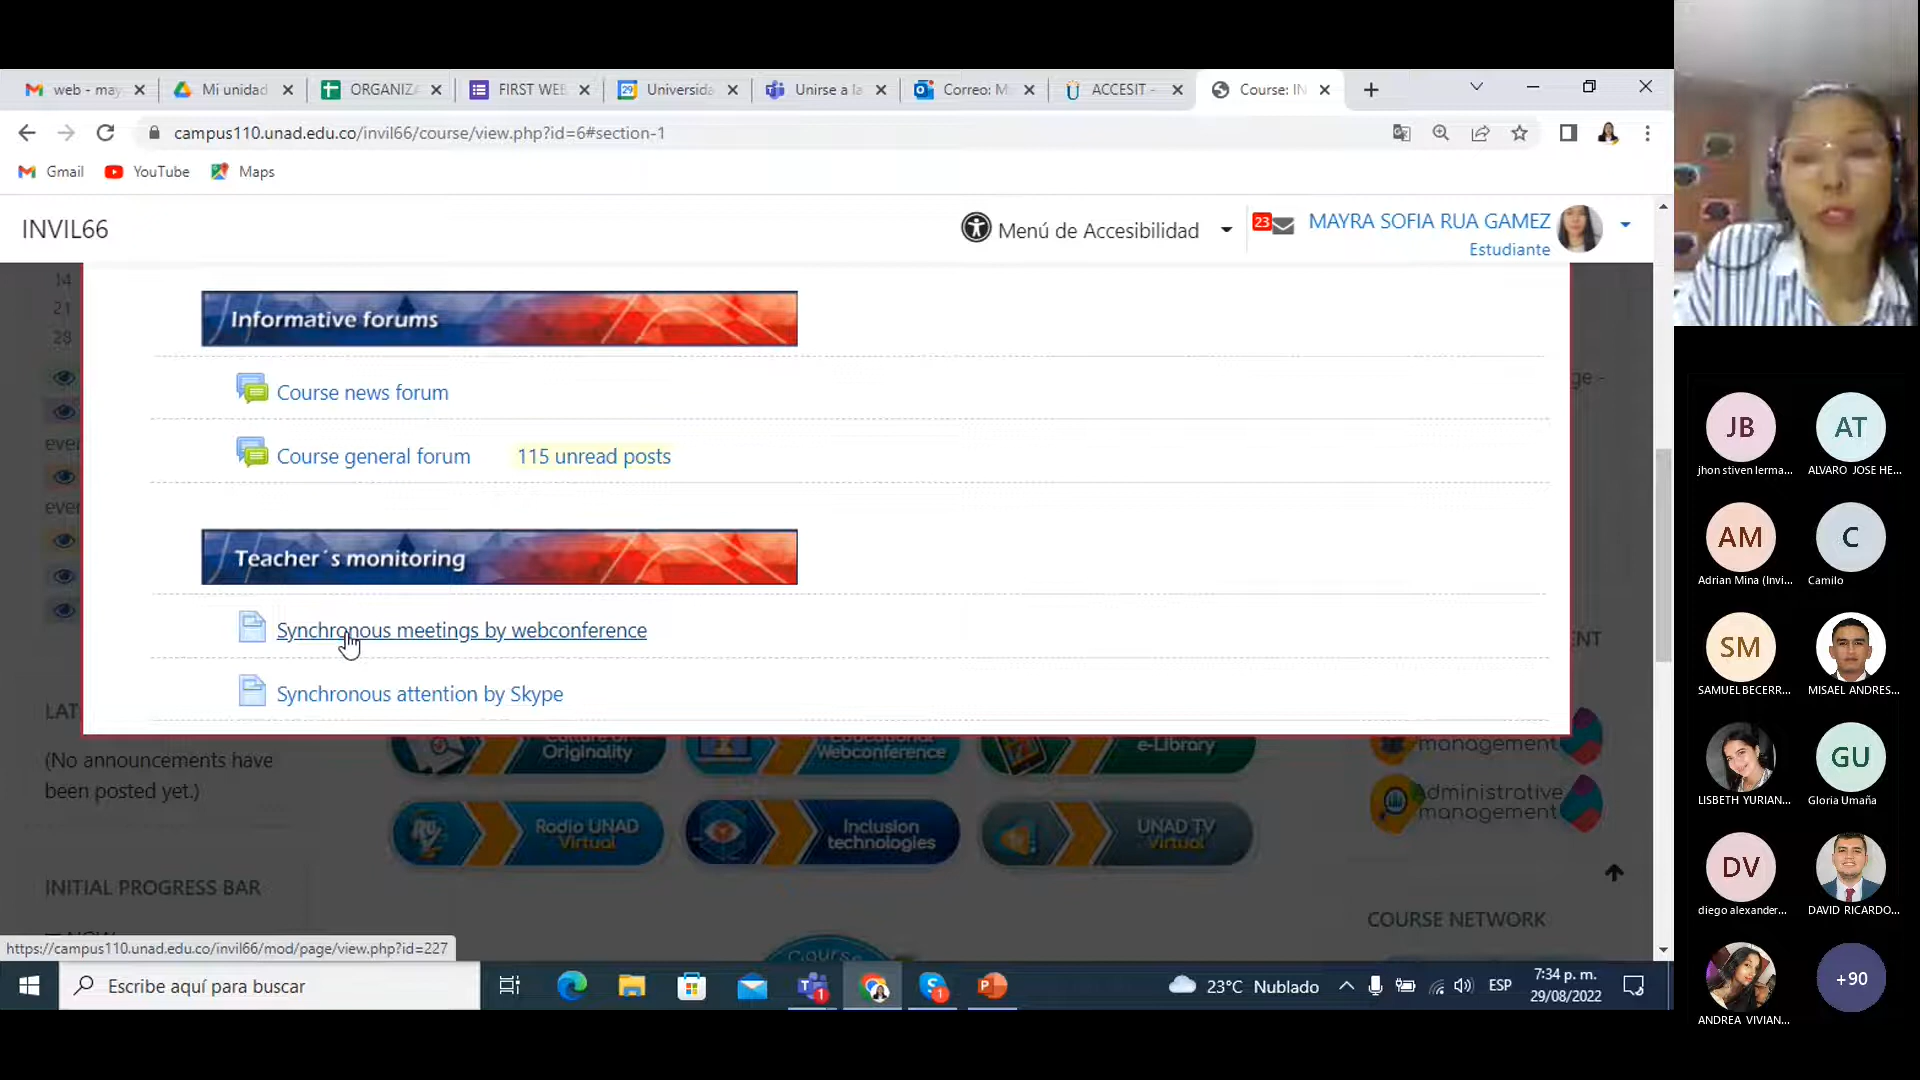 web - may
Mi unidad
ORGANIZA
FIRST WEB
29
Universida
Unirse a la
Correo: M
ACCESIT -
Course: IN
campus110.unad.edu.co/invil66/course/view.php?id=6#section-1
Gmail
YouTube
Maps
INVIL66
Menú de Accesibilidad
23
MAYRA SOFIA RUA GAMEZ
Estudiante
14
21
28
Informative forums
Course news forum
Course general forum 115 unread posts
Teacher´s monitoring
Synchronous meetings by webconference
Synchronous attention by Skype
(No announcements have
been posted yet.)
Originality
Webconference
e-Library
management
Administrative
management
Radio UNAD
Virtual
Inclusion
technologies
UNAD TV
Virtual
INITIAL PROGRESS BAR
COURSE NETWORK
https://campus110.unad.edu.co/invil66/mod/page/view.php?id=227
Escribe aquí para buscar
23°C Nublado
ESP
7:34 p. m.
29/08/2022
JB
jhon stiven lerma...
AT
ALVARO JOSE HE...
AM
Adrian Mina (Invi...
C
Camilo
SM
SAMUEL BECERR...
MISAEL ANDRES...
LISBETH YURIAN...
GU
Gloria Umaña
DV
diego alexander...
DAVID RICARDO...
ANDREA VIVIAN...
+90